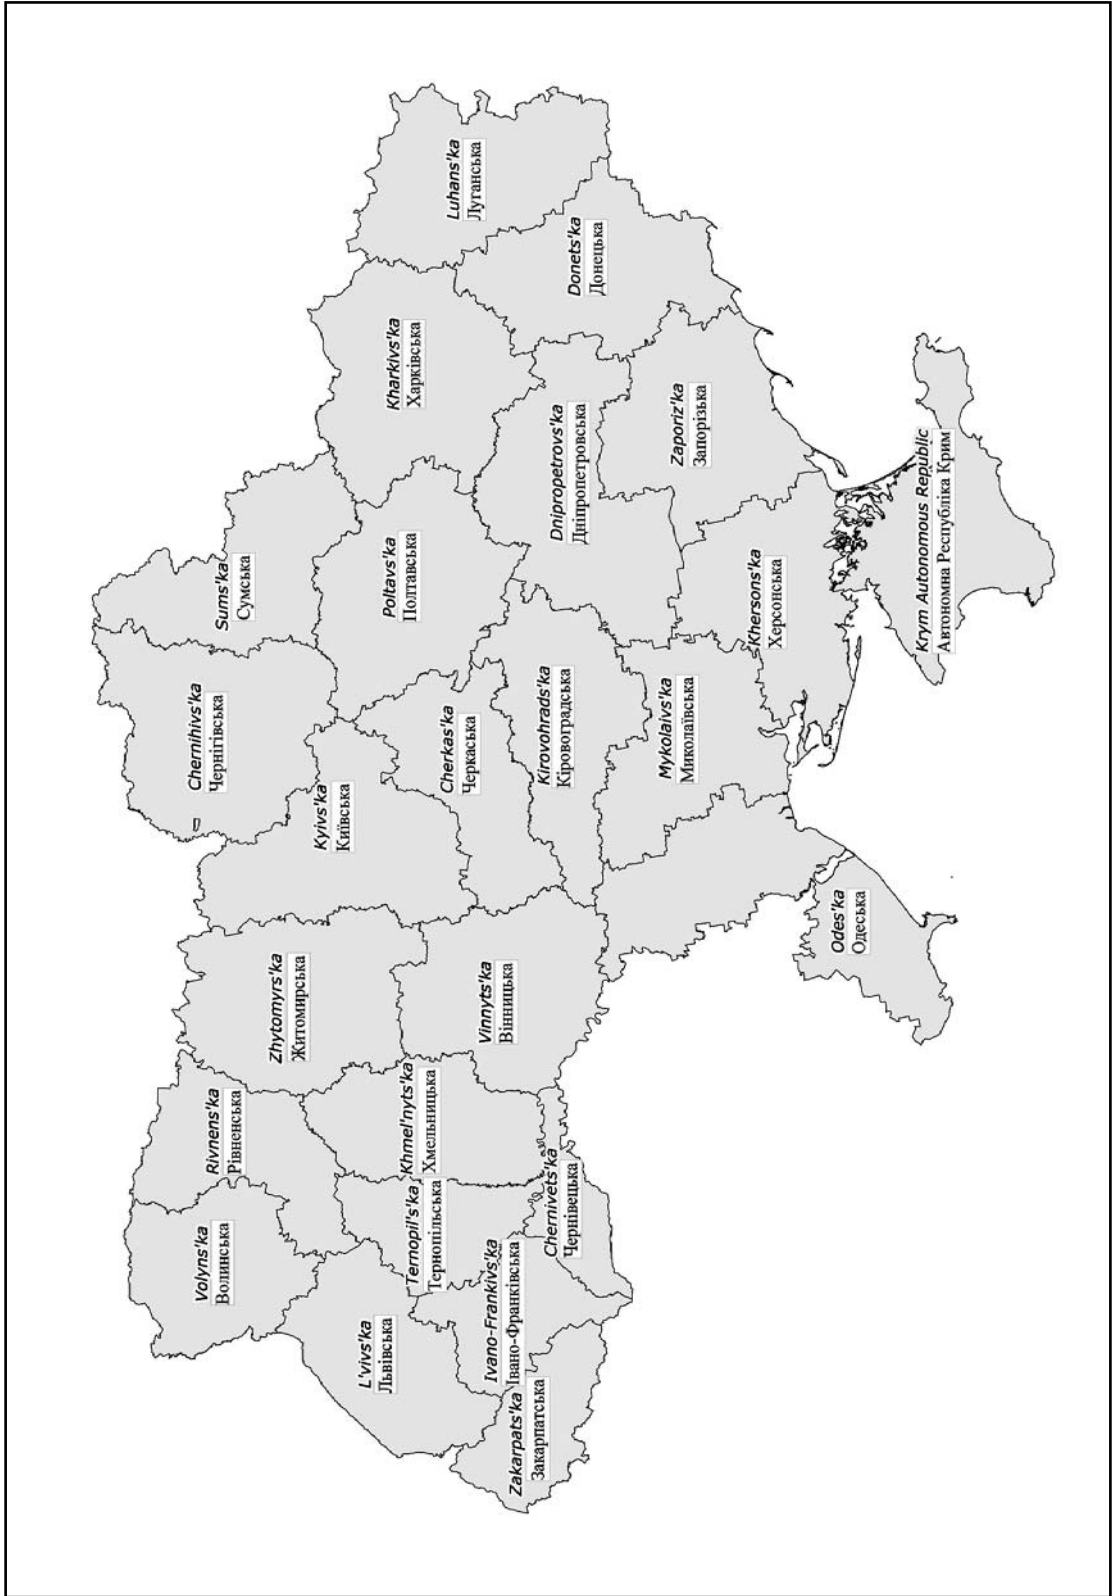 Volyns'ka
Волинська
Rivnens'ka
Рівненська
Zhytomyrs'ka
Житомирська
Kyivs'ka
Київська
Chernihivs'ka
Чернігівська
Sums'ka
Сумська
L'vivs'ka
Львівська
Ternopil's'ka
Тернопільська
Khmel'nyts'ka
Хмельницька
Vinnyts'ka
Вінницька
Cherkas'ka
Черкаська
Poltavs'ka
Полтавська
Kharkivs'ka
Харківська
Luhans'ka
Луганська
Zakarpats'ka
Закарпатська
Ivano-Frankivs'ka
Івано-Франківська
Chernivets'ka
Чернівецька
Kirovohrads'ka
Кіровоградська
Dnipropetrovs'ka
Дніпропетровська
Donets'ka
Донецька
Mykolaivs'ka
Миколаївська
Zaporiz'ka
Запорізька
Odes'ka
Одеська
Khersons'ka
Херсонська
Krym Autonomous Republic
Автономна Республіка Крим